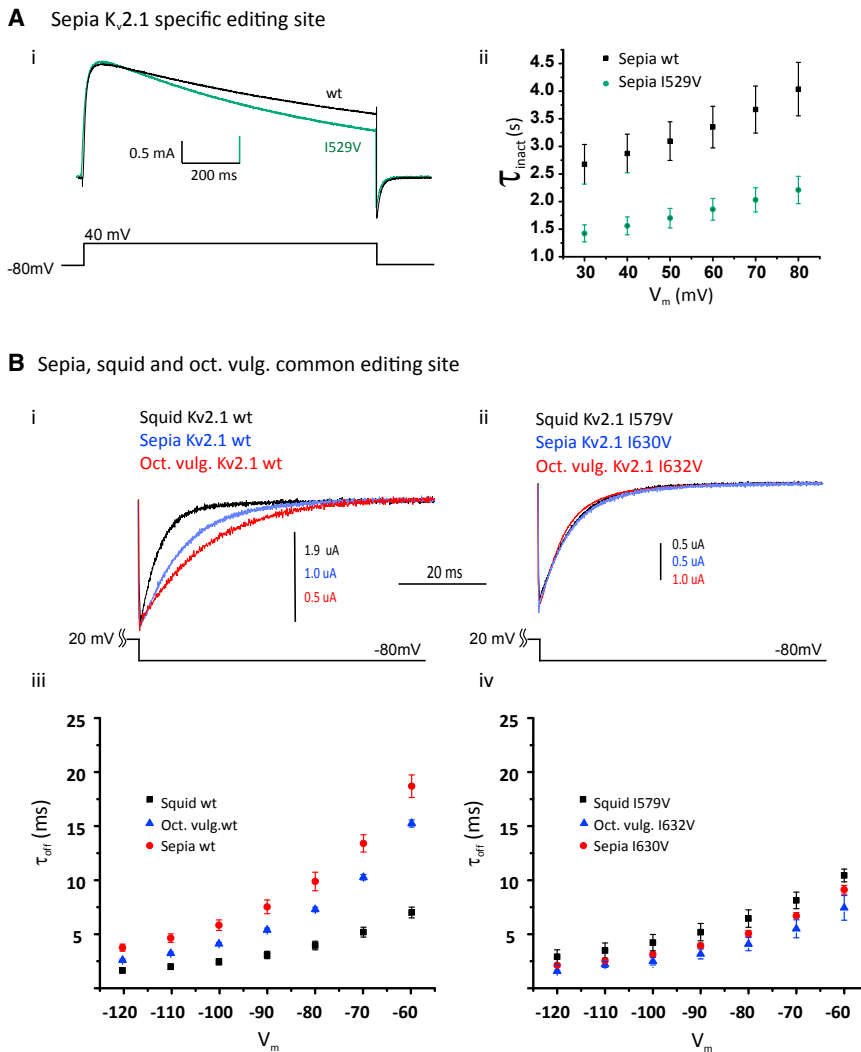 A Sepia Kv2.1 specific editing site
i
wt
I529V
0.5 mA
200 ms
40 mV
-80mV
ii
Sepia wt
Sepia I529V
4.5
4.0
3.5
3.0
2.5
2.0
1.5
1.0
τinact (s)
30 40 50 60 70 80
Vm (mV)
B Sepia, squid and oct. vulg. common editing site
i
Squid Kv2.1 wt
Sepia Kv2.1 wt
Oct. vulg. Kv2.1 wt
1.9 uA
1.0 uA
0.5 uA
20 ms
20 mV
-80mV
ii
Squid Kv2.1 I579V
Sepia Kv2.1 I630V
Oct. vulg. Kv2.1 I632V
0.5 uA
0.5 uA
1.0 uA
20 mV
-80mV
iii
25
20
15
10
5
τoff (ms)
Squid wt
Oct. vulg.wt
Sepia wt
-120 -110 -100 -90 -80 -70 -60
Vm
iv
25
20
15
10
5
τoff (ms)
Squid I579V
Oct. vulg. I632V
Sepia I630V
-120 -110 -100 -90 -80 -70 -60
Vm